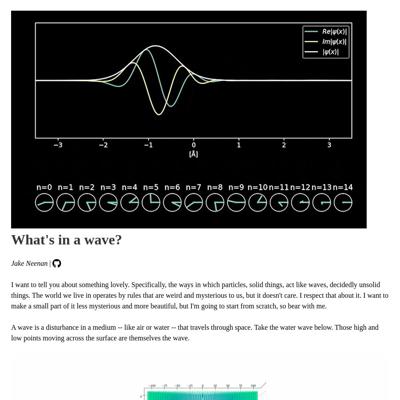 Re|ψ(x)|
Im|ψ(x)|
|ψ(x)|
−3 −2 −1 0 1 2 3
[Å]
n=0 n=1 n=2 n=3 n=4 n=5 n=6 n=7 n=8 n=9 n=10 n=11 n=12 n=13 n=14
What's in a wave?
Jake Neenan |
I want to tell you about something lovely. Specifically, the ways in which particles, solid things, act like waves, decidedly unsolid
things. The world we live in operates by rules that are weird and mysterious to us, but it doesn't care. I respect that about it. I want to
make a small part of it less mysterious and more beautiful, but I'm going to start from scratch, so bear with me.
A wave is a disturbance in a medium -- like air or water -- that travels through space. Take the water wave below. Those high and
low points moving across the surface are themselves the wave.